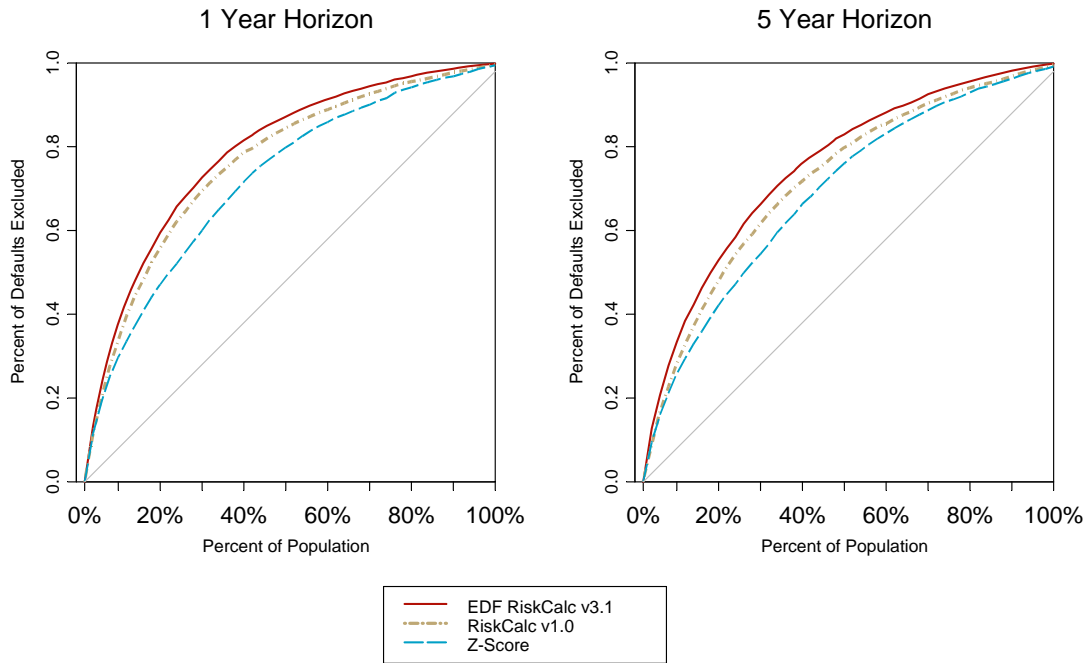 1 Year Horizon
5 Year Horizon
Percent of Defaults Excluded
1.0
0.8
0.6
0.4
0.2
0.0
0% 20% 40% 60% 80% 100%
Percent of Population
Percent of Defaults Excluded
1.0
0.8
0.6
0.4
0.2
0.0
0% 20% 40% 60% 80% 100%
Percent of Population
EDF RiskCalc v3.1
RiskCalc v1.0
Z-Score